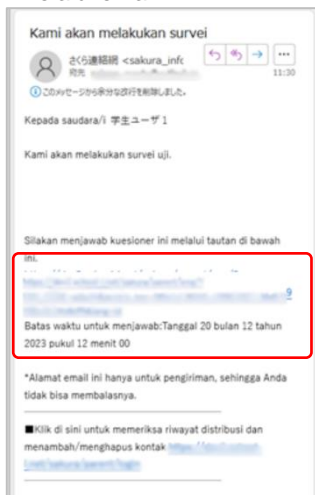 Kami akan melakukan survei
さくら連絡網 <sakura_infc
宛先
11:30
このメッセージから余分な改行を削除しました。
Kepada saudara/i 学生ユーザ 1
Kami akan melakukan survei uji.
Silakan menjawab kuesioner ini melalui tautan di bawah
ini.
9
Batas waktu untuk menjawab:Tanggal 20 bulan 12 tahun
2023 pukul 12 menit 00
*Alamat email ini hanya untuk pengiriman, sehingga Anda
tidak bisa membalasnya.
■Klik di sini untuk memeriksa riwayat distribusi dan
menambah/menghapus kontak